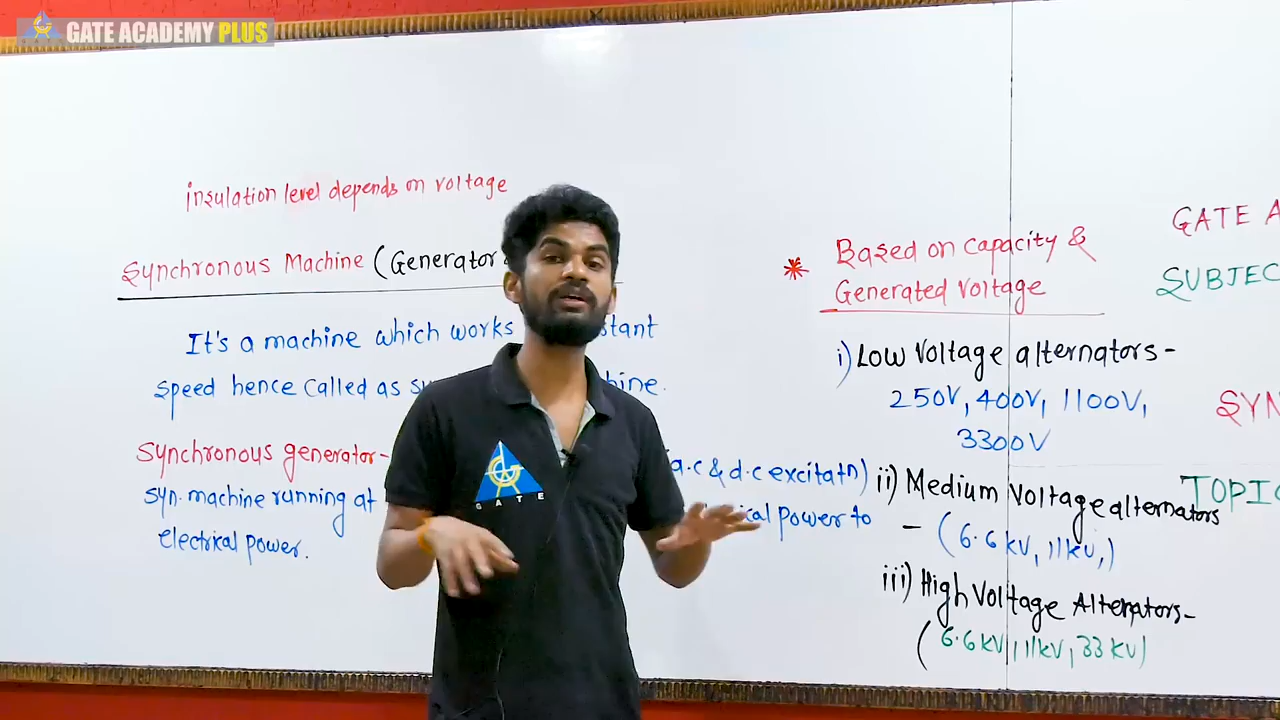 GATE ACADEMY PLUS
insulation level depends on voltage
Synchronous Machine (Generator
It's a machine which works
stant
speed hence called as
hine.
Synchronous generator-
(a.c & d.c excitatn)
syn. machine running at
power to
electrical power.
GATE
* Based on capacity &
Generated voltage
i) Low Voltage alternators-
250V, 400V, 1100V,
3300V
ii) Medium Voltage alternators
- (6.6 kV, 11kV,)
iii) High Voltage Alternators-
(6.6 kV, 11kV, 33 kV)
GATE A
SUBJEC
SYN
TOPIC